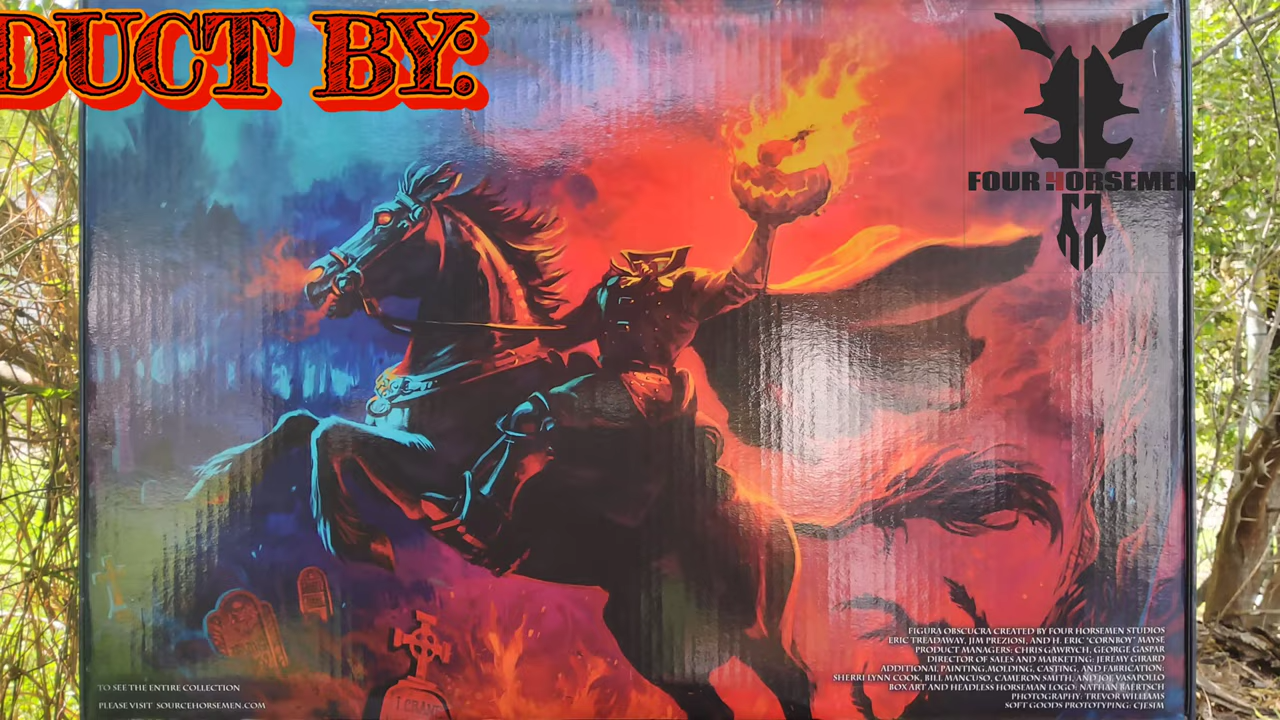 DUCT BY:
FOUR HORSEMEN
FIGURA OBSCUCRA CREATED BY FOUR HORSEMEN STUDIOS
ERIC TREADAWAY, JIM PREZIOSI, AND H. ERIC "CORNBOY" MAYSE
PRODUCT MANAGERS: CHRIS GAWRYCH, GEORGE GASPAR
DIRECTOR OF SALES AND MARKETING: JEREMY GIRARD
ADDITIONAL PAINTING, MOLDING, CASTING, AND FABRICATION:
SHERRI LYNN COOK, BILL MANCUSO, CAMERON SMITH, AND JOE VASAPOLLO
BOX ART AND HEADLESS HORSEMAN LOGO: NATHAN BAERTSCH
PHOTOGRAPHY: TREVOR WILLIAMS
SOFT GOODS PROTOTYPING: CJESIM
TO SEE THE ENTIRE COLLECTION
PLEASE VISIT SOURCEHORSEMEN.COM
I. CRANE